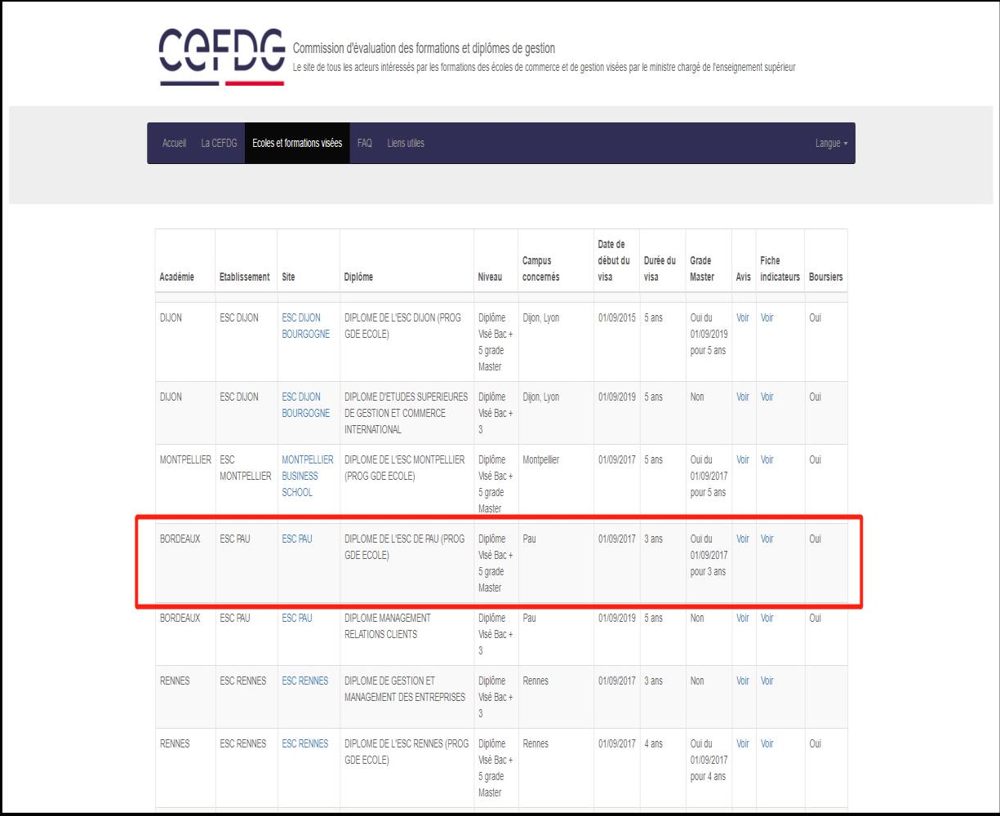 CEFDG
Commission d'évaluation des formations et diplômes de gestion
Le site de tous les acteurs intéressés par les formations des écoles de commerce et de gestion visées par le ministre chargé de l'enseignement supérieur
Accueil La CEFDG Ecoles et formations visées FAQ Liens utiles Langue
Académie Etablissement Site Diplôme Niveau Campus concernés Date de début du visa Durée du visa Grade Master Avis Fiche indicateurs Boursiers
DIJON ESC DIJON ESC DIJON DIPLOME DE L'ESC DIJON (PROG Diplôme Dijon, Lyon 01/09/2015 5 ans Oui du Voir Voir Oui
BOURGOGNE GDE ECOLE) Visé Bac + 01/09/2019
5 grade pour 5 ans
Master
DIJON ESC DIJON ESC DIJON DIPLOME D'ETUDES SUPERIEURES Diplôme Dijon, Lyon 01/09/2019 5 ans Non Voir Voir Oui
BOURGOGNE DE GESTION ET COMMERCE Visé Bac +
INTERNATIONAL 3
MONTPELLIER ESC MONTPELLIER DIPLOME DE L'ESC MONTPELLIER Diplôme Montpellier 01/09/2017 5 ans Oui du Voir Voir Oui
MONTPELLIER BUSINESS (PROG GDE ECOLE) Visé Bac + 01/09/2017
SCHOOL 5 grade pour 5 ans
Master
BORDEAUX ESC PAU ESC PAU DIPLOME DE L'ESC DE PAU (PROG Diplôme Pau 01/09/2017 3 ans Oui du Voir Voir Oui
GDE ECOLE) Visé Bac + 01/09/2017
5 grade pour 3 ans
Master
BORDEAUX ESC PAU ESC PAU DIPLOME MANAGEMENT Diplôme Pau 01/09/2019 5 ans Non Voir Voir Oui
RELATIONS CLIENTS Visé Bac +
3
RENNES ESC RENNES ESC RENNES DIPLOME DE GESTION ET Diplôme Rennes 01/09/2017 3 ans Non Voir Voir
MANAGEMENT DES ENTREPRISES Visé Bac +
3
RENNES ESC RENNES ESC RENNES DIPLOME DE L'ESC RENNES (PROG Diplôme Rennes 01/09/2017 4 ans Oui du Voir Voir Oui
GDE ECOLE) Visé Bac + 01/09/2017
5 grade pour 4 ans
Master